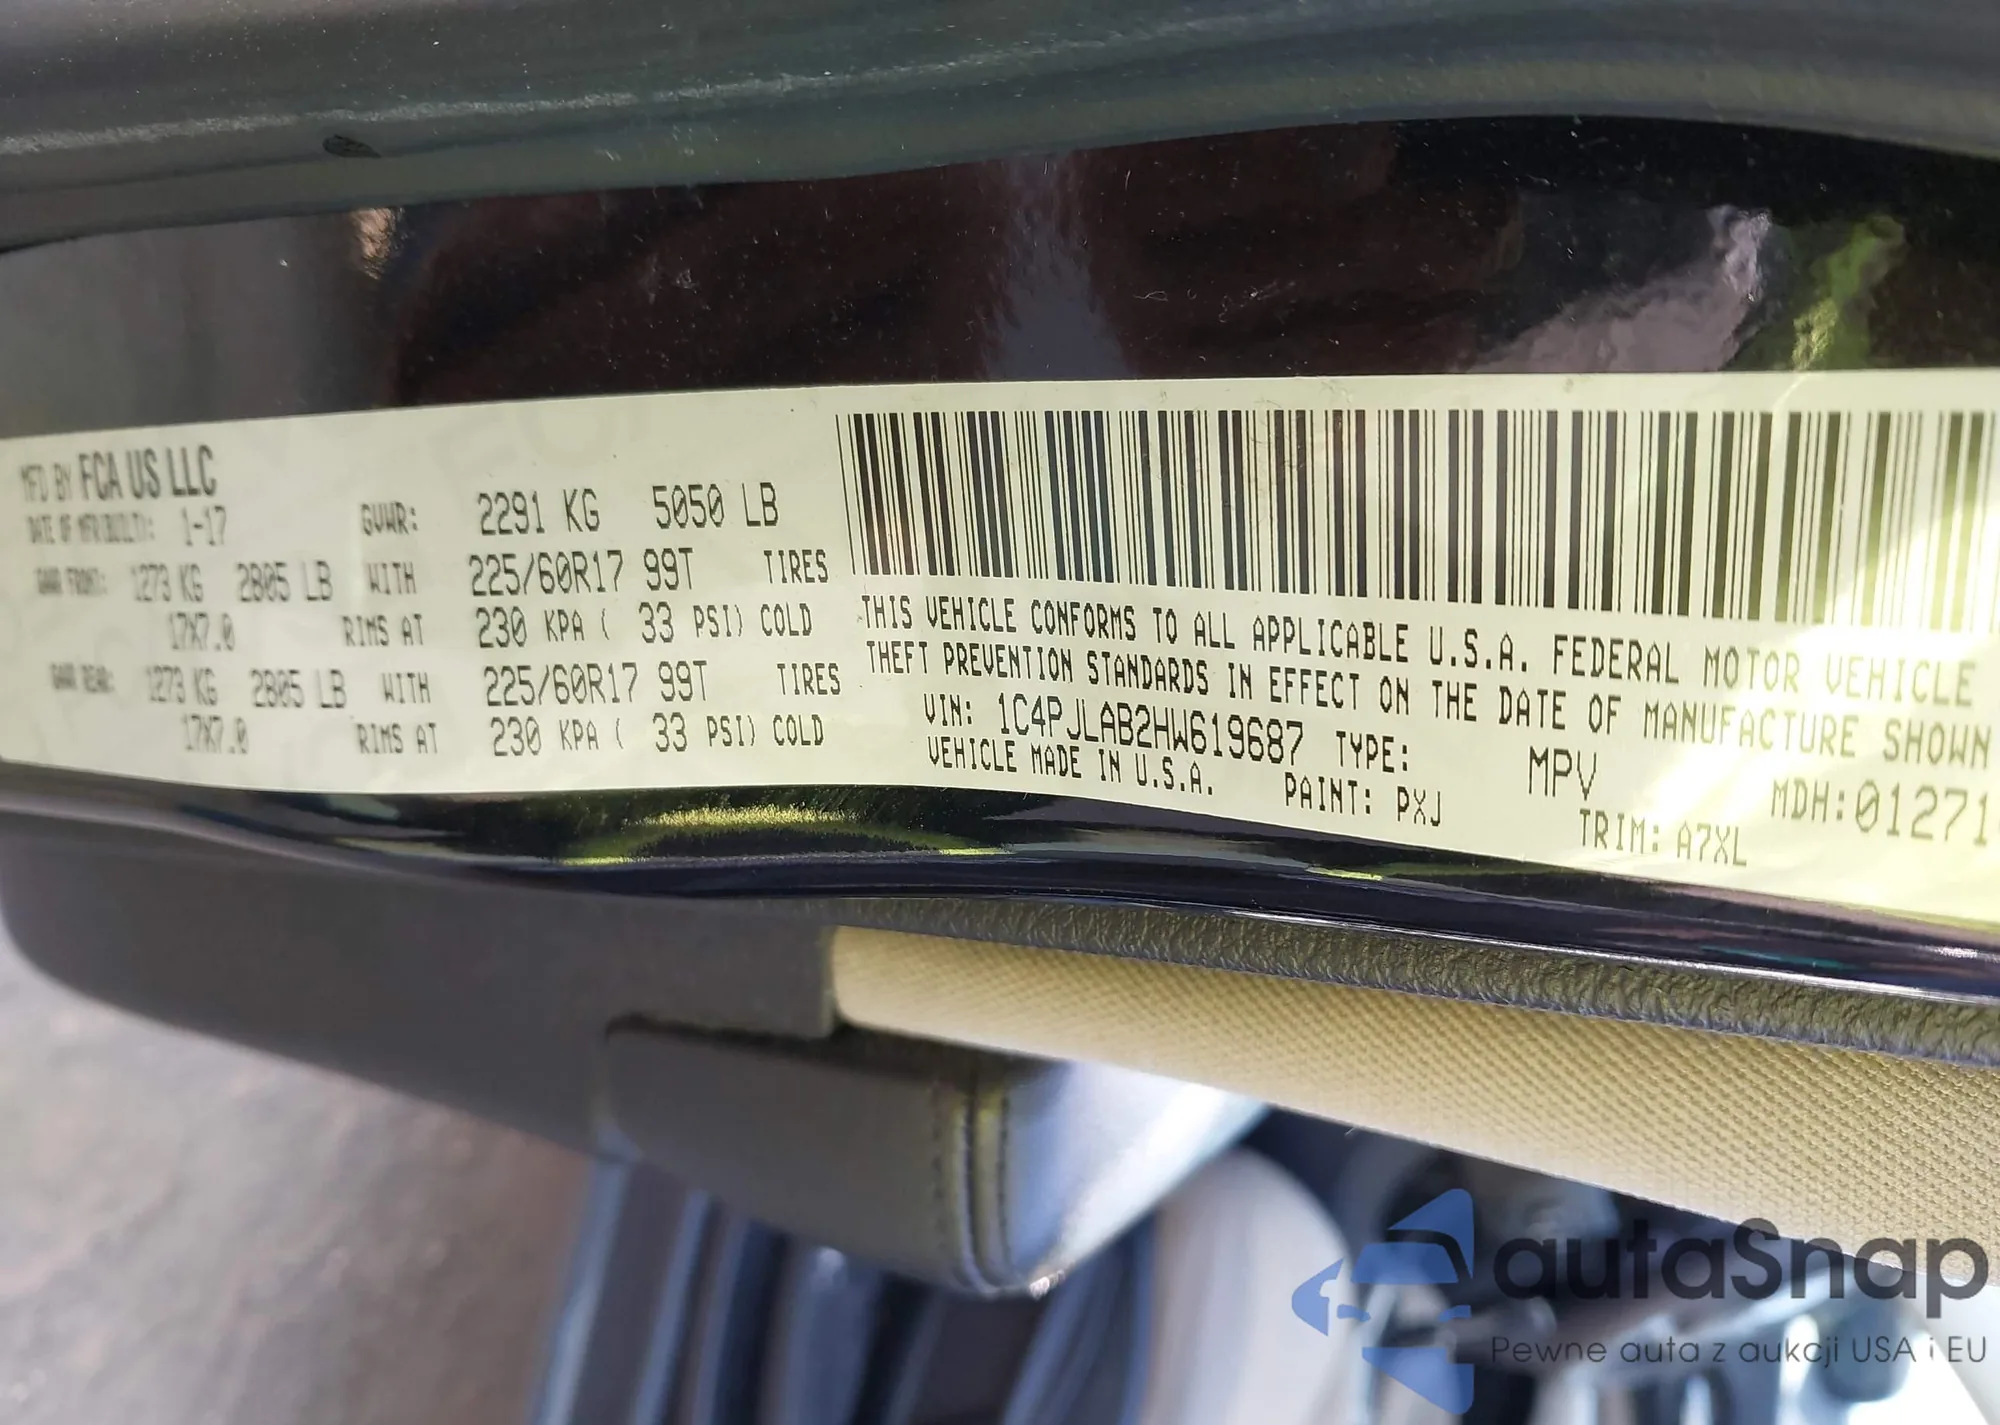 MFD BY FCA US LLC
DATE OF MFR(BUILT): 1-17 GVWR: 2291 KG 5050 LB
GAWR FRONT: 1273 KG 2805 LB WITH 225/60R17 99T TIRES
17X7.0 RIMS AT 230 KPA ( 33 PSI) COLD
GAWR REAR: 1273 KG 2805 LB WITH 225/60R17 99T TIRES
17X7.0 RIMS AT 230 KPA ( 33 PSI) COLD
THIS VEHICLE CONFORMS TO ALL APPLICABLE U.S.A. FEDERAL MOTOR VEHICLE
THEFT PREVENTION STANDARDS IN EFFECT ON THE DATE OF MANUFACTURE SHOWN
VIN: 1C4PJLAB2HW619687 TYPE: MPV MDH:01271
VEHICLE MADE IN U.S.A. PAINT: PXJ TRIM: A7XL
autaSnap
Pewne auta z aukcji USA i EU